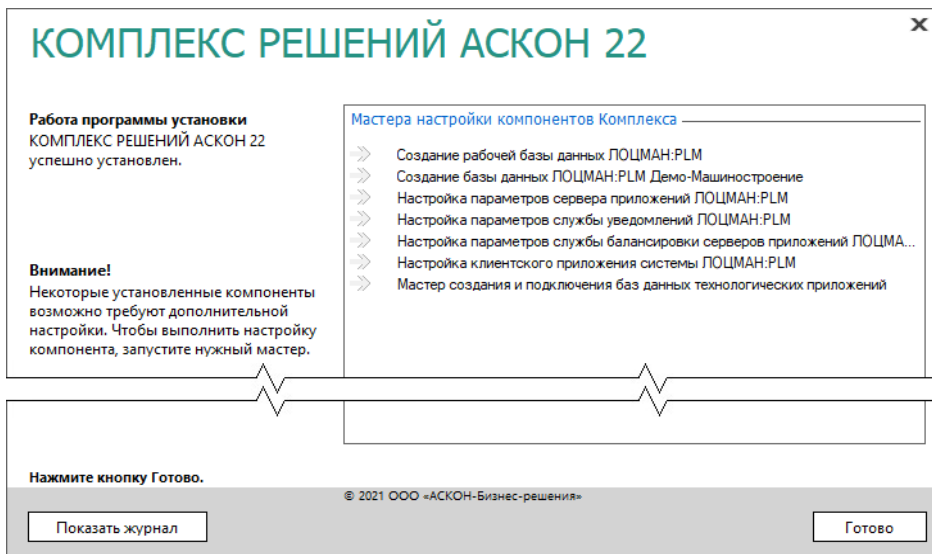 КОМПЛЕКС РЕШЕНИЙ АСКОН 22
Работа программы установки
КОМПЛЕКС РЕШЕНИЙ АСКОН 22
успешно установлен.
Внимание!
Некоторые установленные компоненты
возможно требуют дополнительной
настройки. Чтобы выполнить настройку
компонента, запустите нужный мастер.
Мастера настройки компонентов Комплекса
Создание рабочей базы данных ЛОЦМАН:PLM
Создание базы данных ЛОЦМАН:PLM Демо-Машиностроение
Настройка параметров сервера приложений ЛОЦМАН:PLM
Настройка параметров службы уведомлений ЛОЦМАН:PLM
Настройка параметров службы балансировки серверов приложений ЛОЦМА...
Настройка клиентского приложения системы ЛОЦМАН:PLM
Мастер создания и подключения баз данных технологических приложений
Нажмите кнопку Готово.
© 2021 ООО «АСКОН-Бизнес-решения»
Показать журнал
Готово